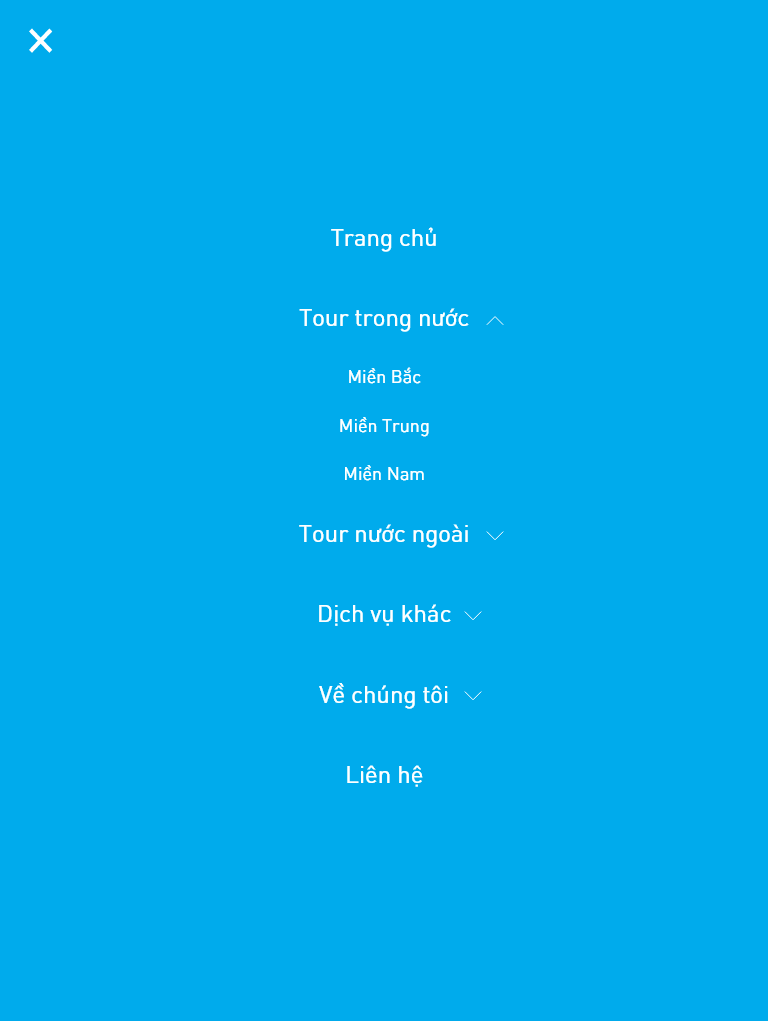 Trang chủ
Tour trong nước
Miền Bắc
Miền Trung
Miền Nam
Tour nước ngoài
Dịch vụ khác
Về chúng tôi
Liên hệ